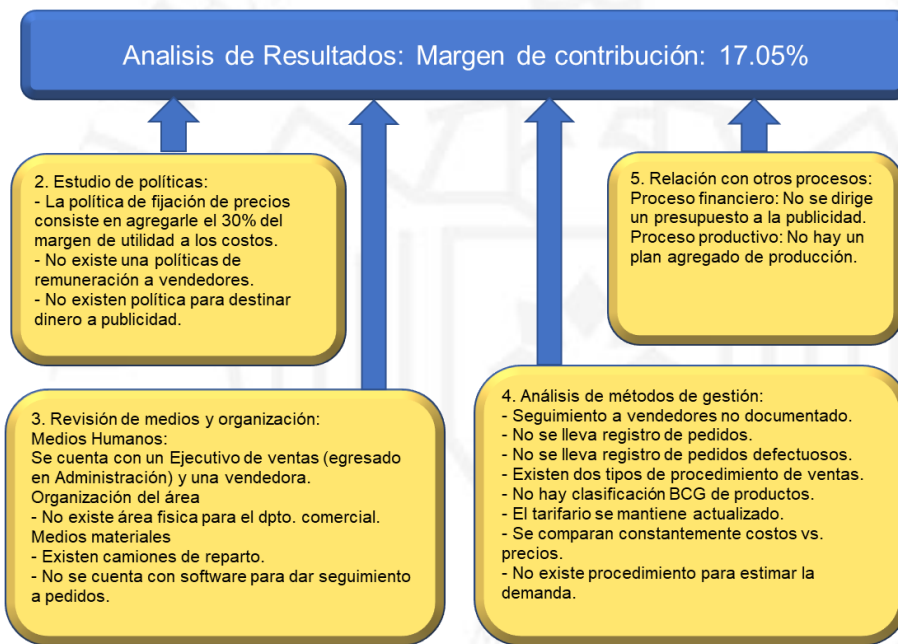 Analisis de Resultados: Margen de contribución: 17.05%
2. Estudio de políticas:
- La política de fijación de precios
consiste en agregarle el 30% del
margen de utilidad a los costos.
- No existe una políticas de
remuneración a vendedores.
- No existen política para destinar
dinero a publicidad.
5. Relación con otros procesos:
Proceso financiero: No se dirige
un presupuesto a la publicidad.
Proceso productivo: No hay un
plan agregado de producción.
3. Revisión de medios y organización:
Medios Humanos:
Se cuenta con un Ejecutivo de ventas (egresado
en Administración) y una vendedora.
Organización del área
- No existe área fisica para el dpto. comercial.
Medios materiales
- Existen camiones de reparto.
- No se cuenta con software para dar seguimiento
a pedidos.
4. Análisis de métodos de gestión:
- Seguimiento a vendedores no documentado.
- No se lleva registro de pedidos.
- No se lleva registro de pedidos defectuosos.
- Existen dos tipos de procedimiento de ventas.
- No hay clasificación BCG de productos.
- El tarifario se mantiene actualizado.
- Se comparan constantemente costos vs.
precios.
- No existe procedimiento para estimar la
demanda.